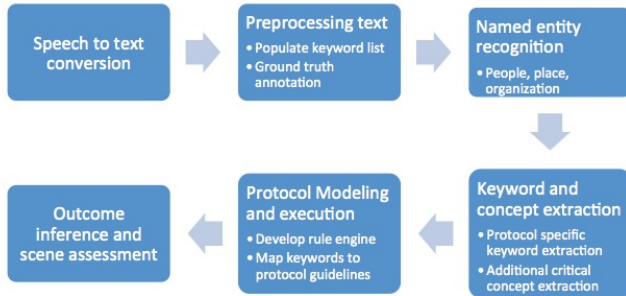 Speech to text
conversion
Preprocessing text
• Populate keyword list
• Ground truth
annotation
Named entity
recognition
• People, place,
organization
Keyword and
concept extraction
• Protocol specific
keyword extraction
• Additional critical
concept extraction
Protocol Modeling
and execution
• Develop rule engine
• Map keywords to
protocol guidelines
Outcome
inference and
scene assessment